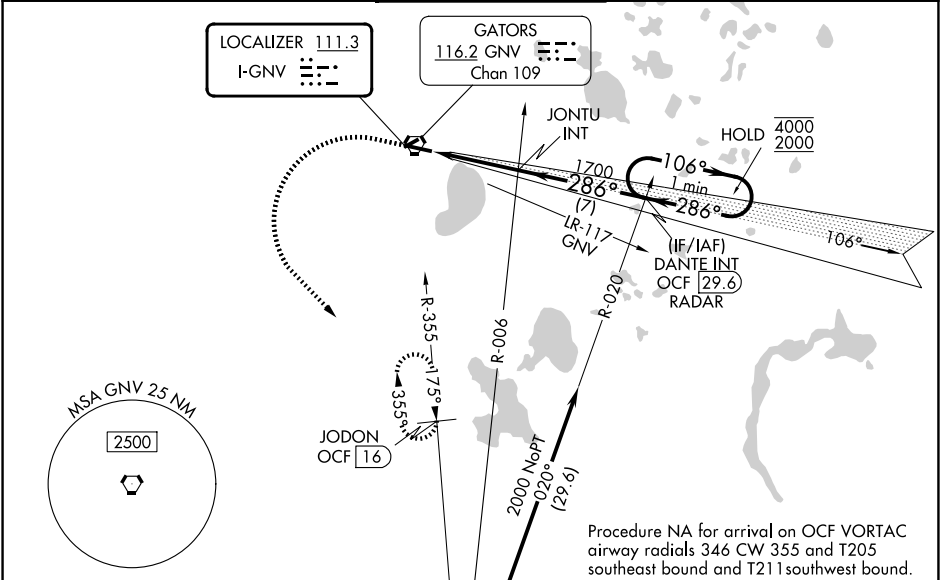 LOCALIZER 111.3
I-GNV
GATORS
116.2 GNV
Chan 109
JONTU
INT
HOLD
4000
2000
1700
286°
(7)
106°
1 min
286°
106°
LR-117
GNV
(IF/IAF)
DANTE INT
OCF 29.6
RADAR
R-355
R-006
R-020
175°
355°
JODON
OCF 16
2000 NoPT
020°
(29.6)
MSA GNV 25 NM
2500
Procedure NA for arrival on OCF VORTAC
airway radials 346 CW 355 and T205
southeast bound and T211southwest bound.